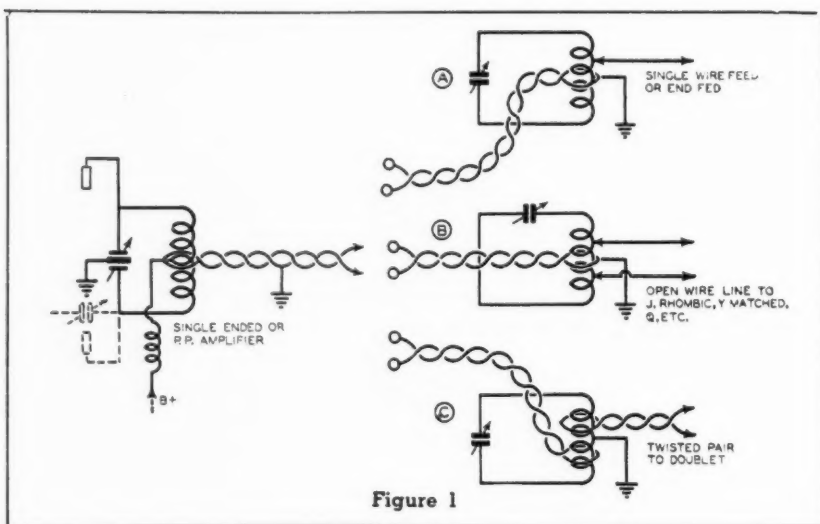 A
SINGLE WIRE FEED
OR END FED
B
OPEN WIRE LINE TO
J, RHOMBIC, Y MATCHED,
Q, ETC.
SINGLE ENDED OR
P.P. AMPLIFIER
B+
C
TWISTED PAIR
TO DOUBLET
Figure 1